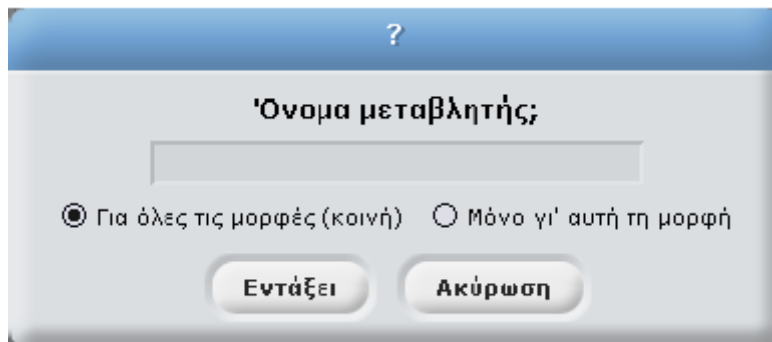 ?
Όνομα μεταβλητής;
Για όλες τις μορφές (κοινή) Μόνο γι' αυτή τη μορφή
Εντάξει Ακύρωση